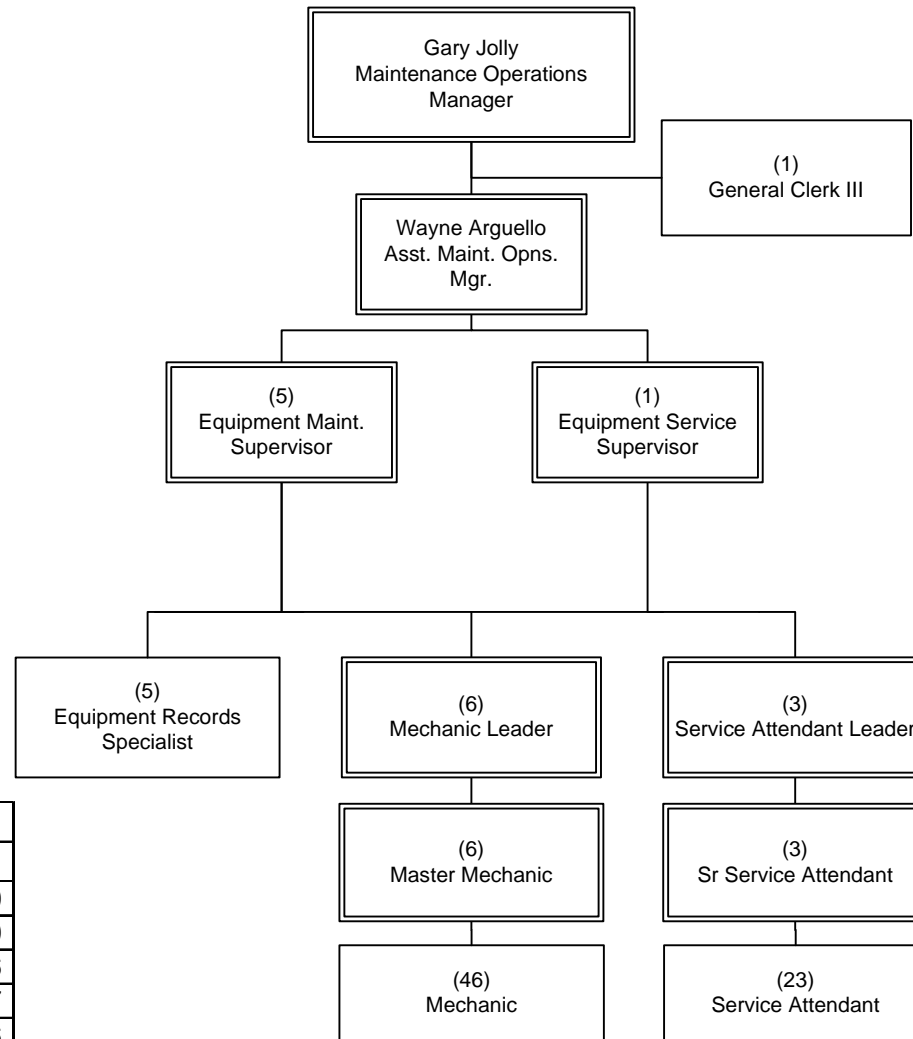 Gary Jolly
Maintenance Operations
Manager
(1)
General Clerk III
Wayne Arguello
Asst. Maint. Opns.
Mgr.
(5)
Equipment Maint.
Supervisor
(1)
Equipment Service
Supervisor
(5)
Equipment Records
Specialist
(6)
Mechanic Leader
(3)
Service Attendant Leader
(6)
Master Mechanic
(3)
Sr Service Attendant
(46)
Mechanic
(23)
Service Attendant